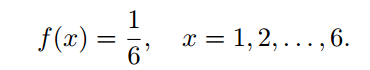 f(x) = 1/6, x = 1, 2, . . . , 6.